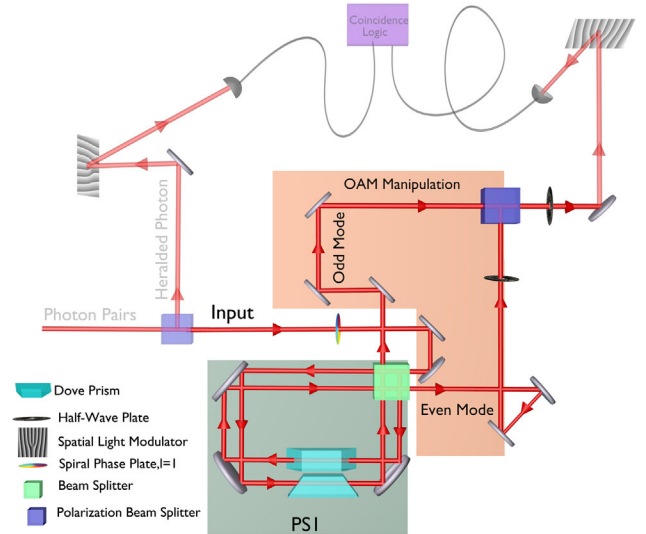 Coincidence
Logic
OAM Manipulation
Odd Mode
Heralded Photon
Photon Pairs
Input
Even Mode
Dove Prism
Half-Wave Plate
Spatial Light Modulator
Spiral Phase Plate,l=1
Beam Splitter
Polarization Beam Splitter
PS1